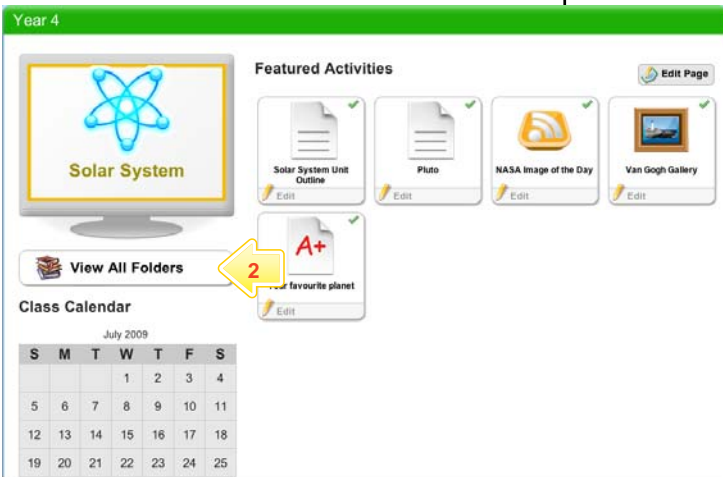 Year 4
Solar System
View All Folders
2
Class Calendar
July 2009
S M T W T F S
1 2 3 4
5 6 7 8 9 10 11
12 13 14 15 16 17 18
19 20 21 22 23 24 25
Featured Activities
Edit Page
Solar System Unit
Outline
Edit
Pluto
Edit
NASA Image of the Day
Edit
Van Gogh Gallery
Edit
A+
favourite planet
Edit